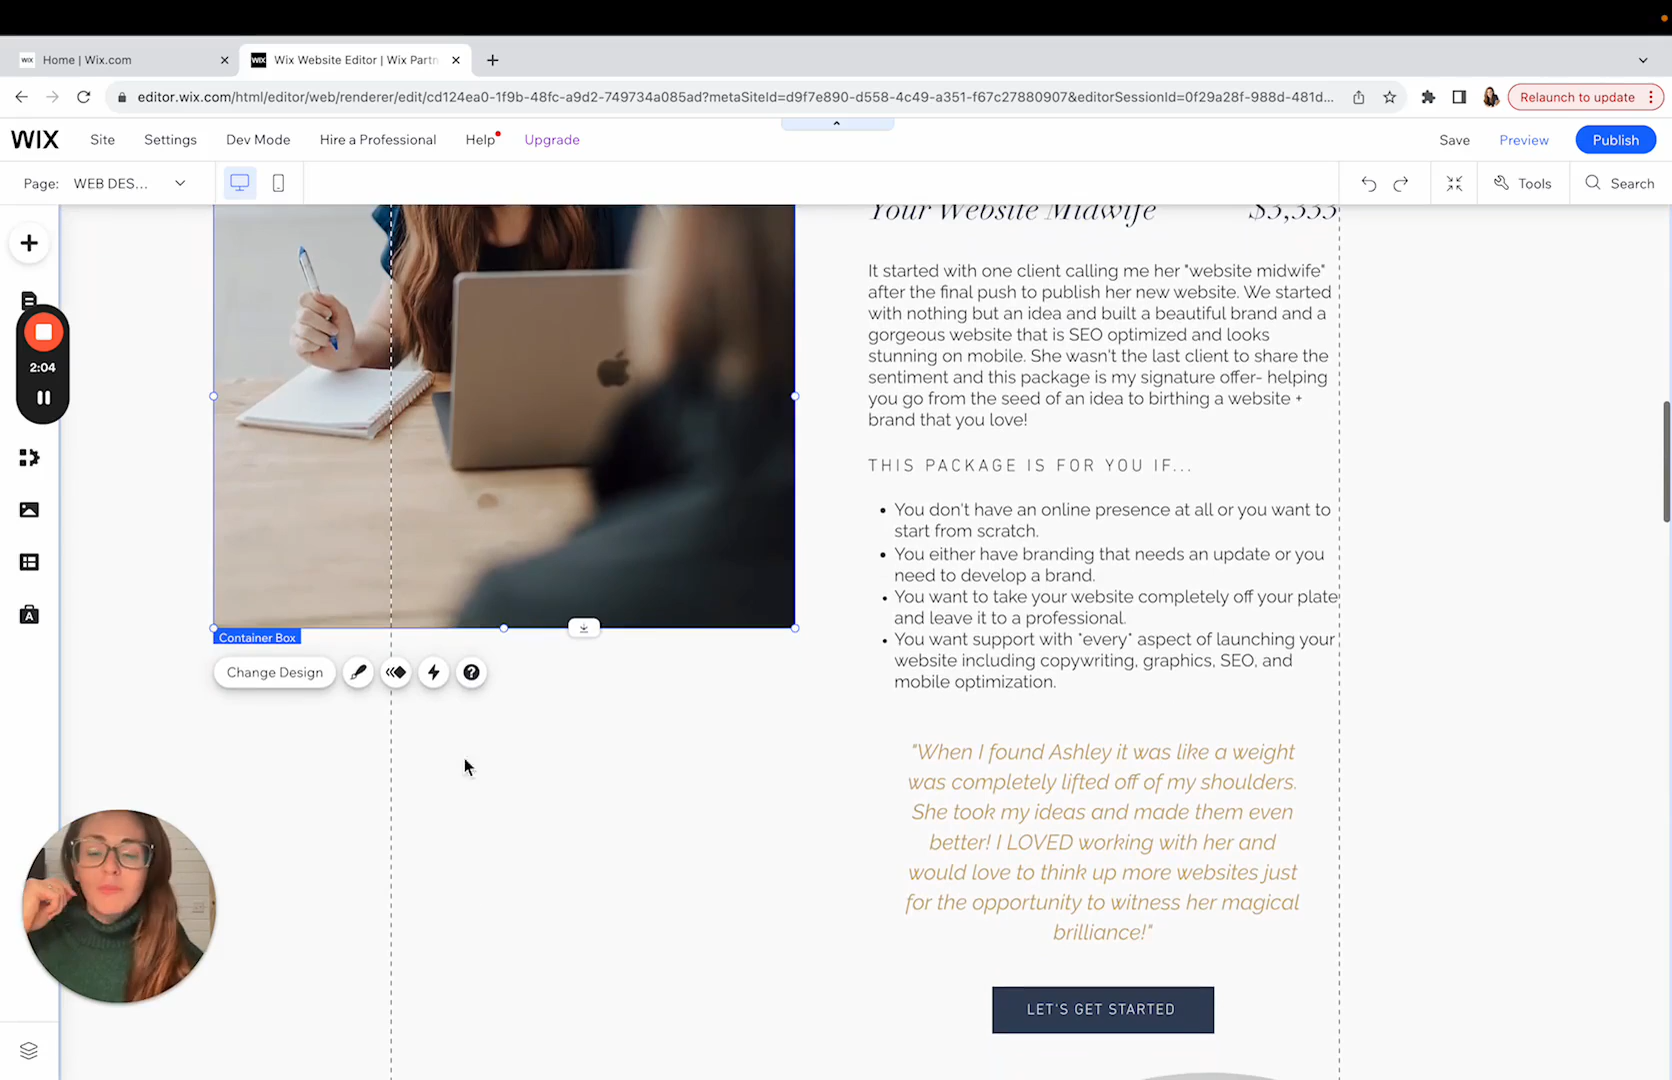 Home | Wix.com
Wix Website Editor | Wix Partn
editor.wix.com/html/editor/web/renderer/edit/cd124ea0-1f9b-48fc-a9d2-749734a085ad?metaSiteId=d9f7e890-d558-4c49-a351-f67c27880907&editorSessionId=0f29a28f-988d-481d...
Relaunch to update
WIX
Site
Settings
Dev Mode
Hire a Professional
Help
Upgrade
Save
Preview
Publish
Page:
WEB DES...
Tools
Search
2:04
Your Website Midwife
$3,333
It started with one client calling me her "website midwife"
after the final push to publish her new website. We started
with nothing but an idea and built a beautiful brand and a
gorgeous website that is SEO optimized and looks
stunning on mobile. She wasn't the last client to share the
sentiment and this package is my signature offer- helping
you go from the seed of an idea to birthing a website +
brand that you love!
THIS PACKAGE IS FOR YOU IF...
• You don't have an online presence at all or you want to
start from scratch.
• You either have branding that needs an update or you
need to develop a brand.
• You want to take your website completely off your plate
and leave it to a professional.
• You want support with *every* aspect of launching your
website including copywriting, graphics, SEO, and
mobile optimization.
Container Box
Change Design
"When I found Ashley it was like a weight
was completely lifted off of my shoulders.
She took my ideas and made them even
better! I LOVED working with her and
would love to think up more websites just
for the opportunity to witness her magical
brilliance!"
LET'S GET STARTED